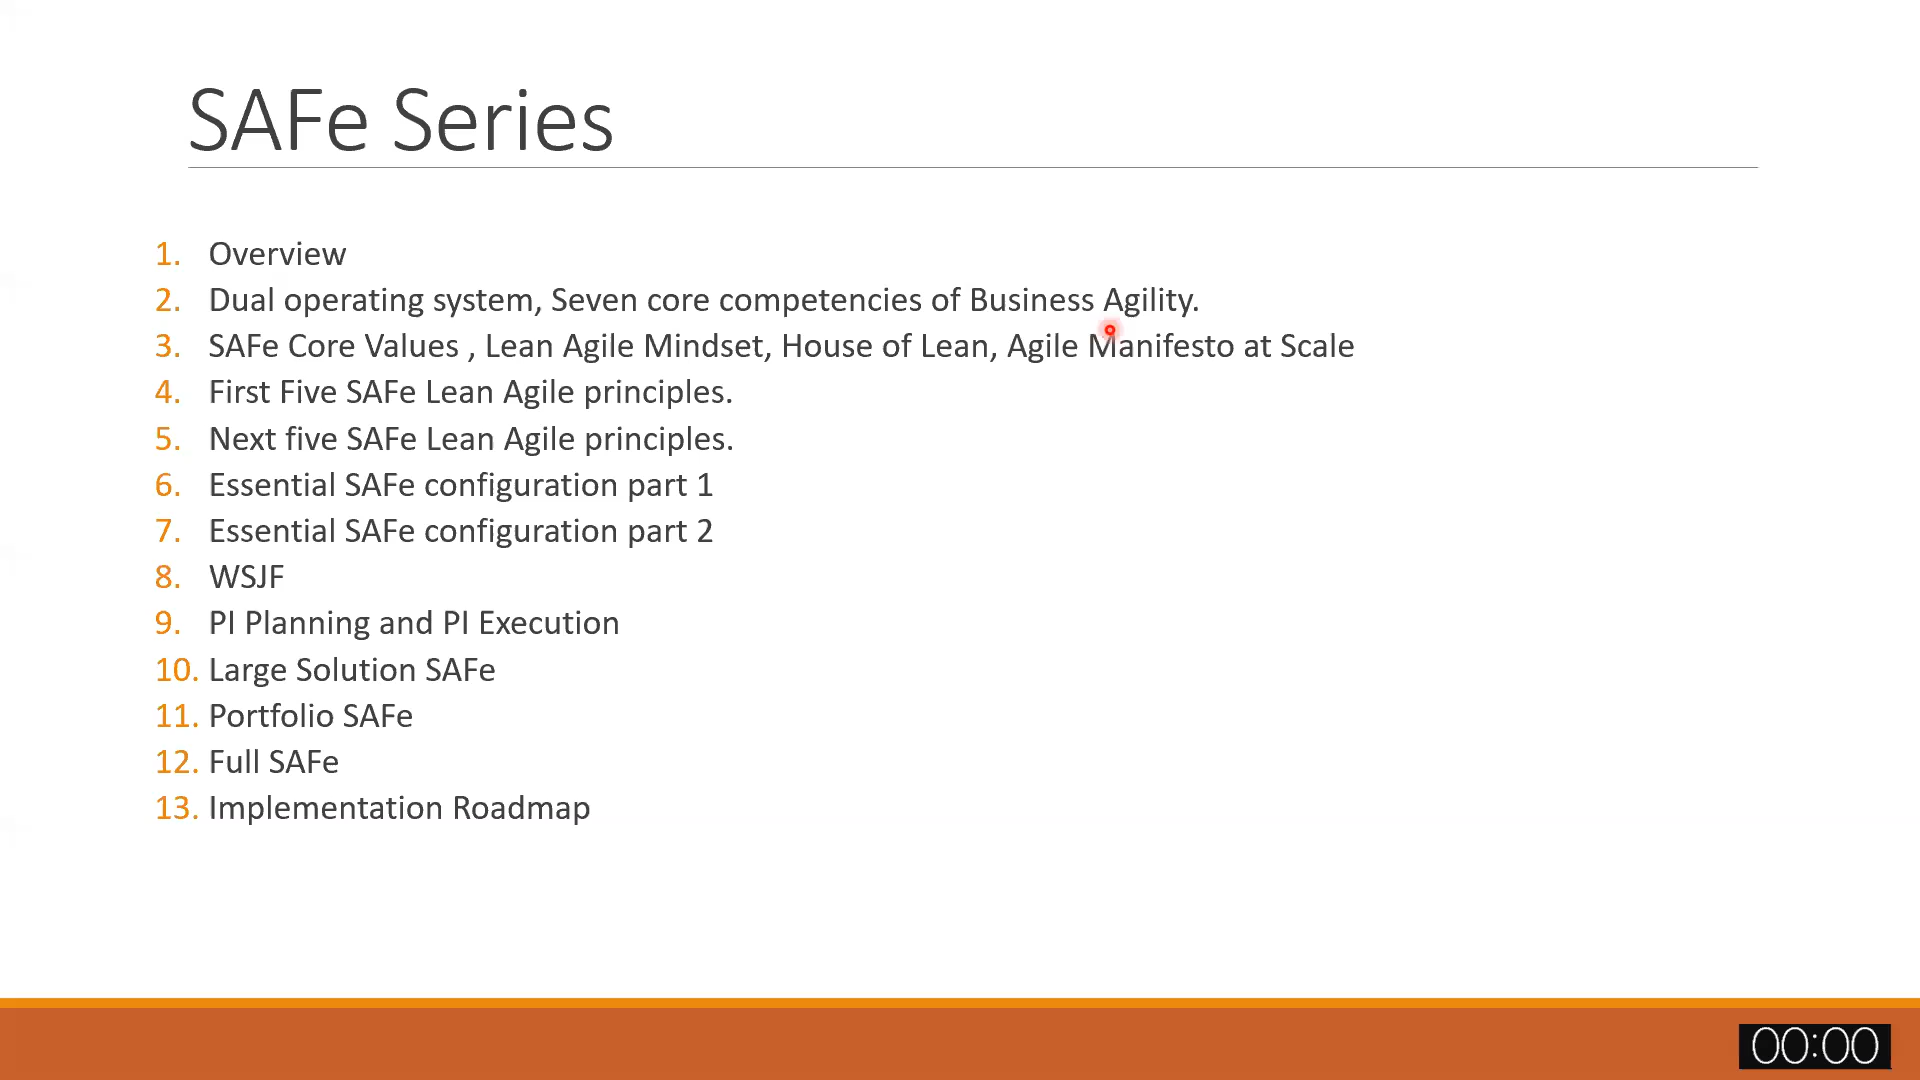 SAFe Series
1. Overview
2. Dual operating system, Seven core competencies of Business Agility.
3. SAFe Core Values , Lean Agile Mindset, House of Lean, Agile Manifesto at Scale
4. First Five SAFe Lean Agile principles.
5. Next five SAFe Lean Agile principles.
6. Essential SAFe configuration part 1
7. Essential SAFe configuration part 2
8. WSJF
9. PI Planning and PI Execution
10. Large Solution SAFe
11. Portfolio SAFe
12. Full SAFe
13. Implementation Roadmap
00:00